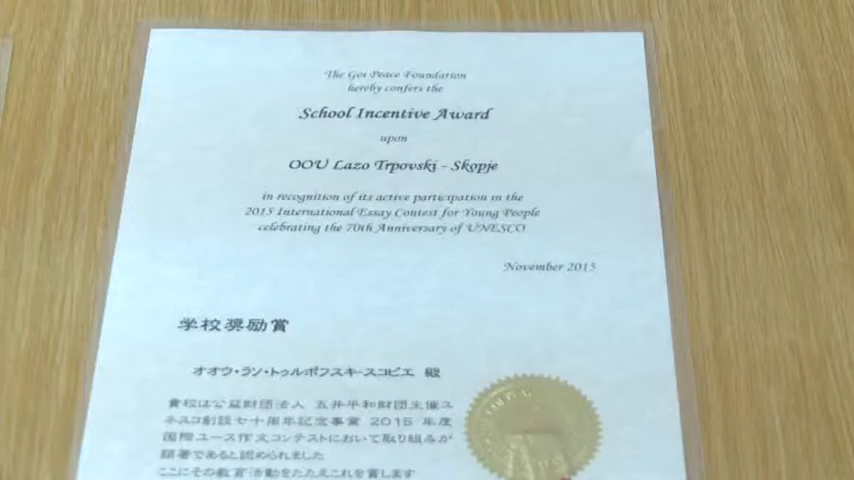 The Goi Peace Foundation
hereby confers the
School Incentive Award
upon
OOU Lazo Trpovski - Skopje
in recognition of its active participation in the
2015 International Essay Contest for Young People
celebrating the 70th Anniversary of UNESCO
November 2015
学校奨励賞
オオウ・ラン・トゥルポフスキースコピエ 殿
貴校は公益財団法人 五井平和財団主催ユ
ネスコ創設七十周年記念事業 2015 年度
国際ユース作文コンテストにおいて取り組みが
顕著であると認められました
ここにその教育活動をたたえこれを賞します